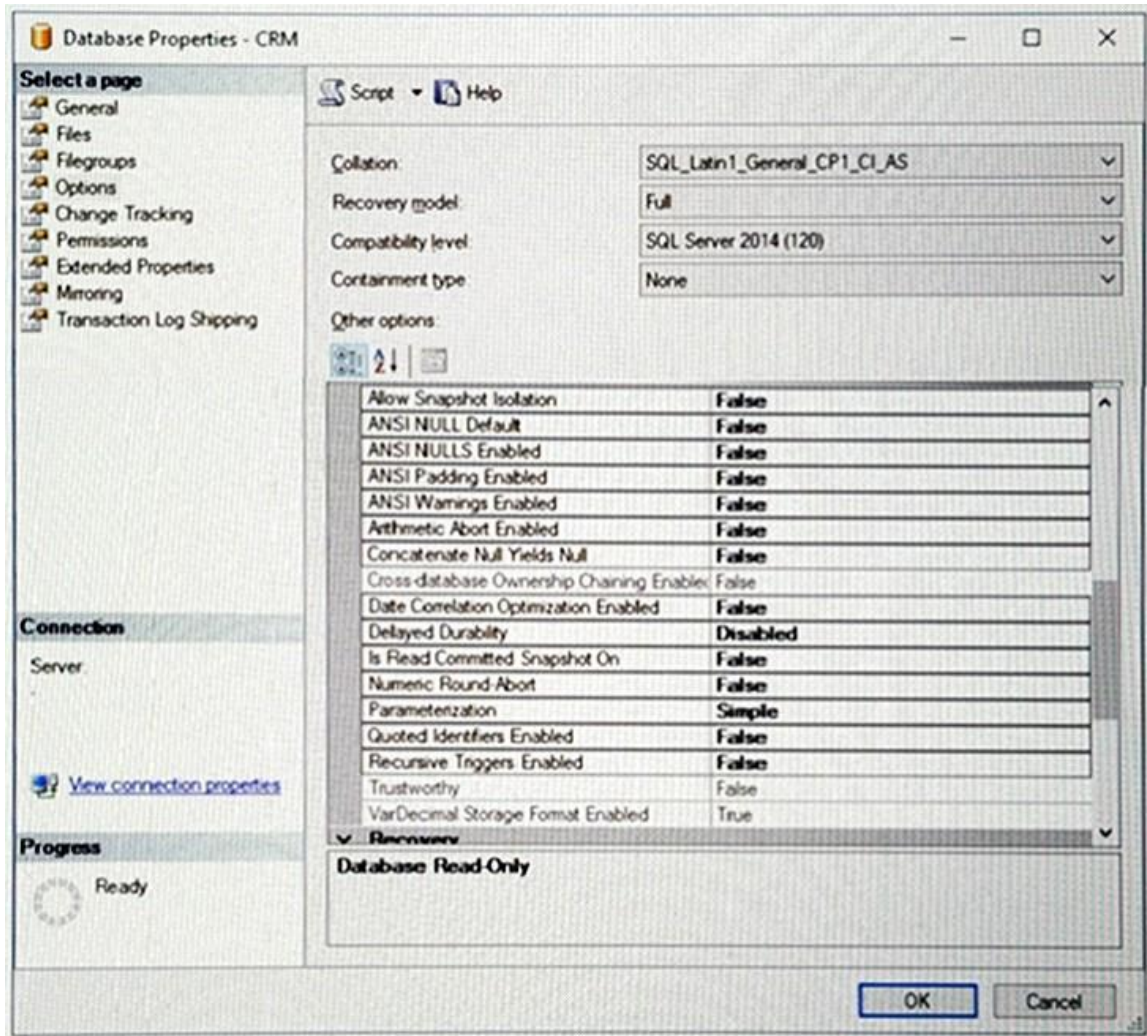 Database Properties - CRM
Select a page
General
Files
Filegroups
Options
Change Tracking
Permissions
Extended Properties
Mirroring
Transaction Log Shipping
Connection
Server:
View connection properties
Progress
Ready
Script
Help
Collation:
SQL_Latin1_General_CP1_CI_AS
Recovery model:
Full
Compatibility level:
SQL Server 2014 (120)
Containment type:
None
Other options:
Allow Snapshot Isolation False
ANSI NULL Default False
ANSI NULLS Enabled False
ANSI Padding Enabled False
ANSI Warnings Enabled False
Arithmetic Abort Enabled False
Concatenate Null Yields Null False
Cross-database Ownership Chaining Enabled False
Date Correlation Optimization Enabled False
Delayed Durability Disabled
Is Read Committed Snapshot On False
Numeric Round-Abort False
Parameterization Simple
Quoted Identifiers Enabled False
Recursive Triggers Enabled False
Trustworthy False
VarDecimal Storage Format Enabled True
Recovery
Database Read-Only
OK
Cancel